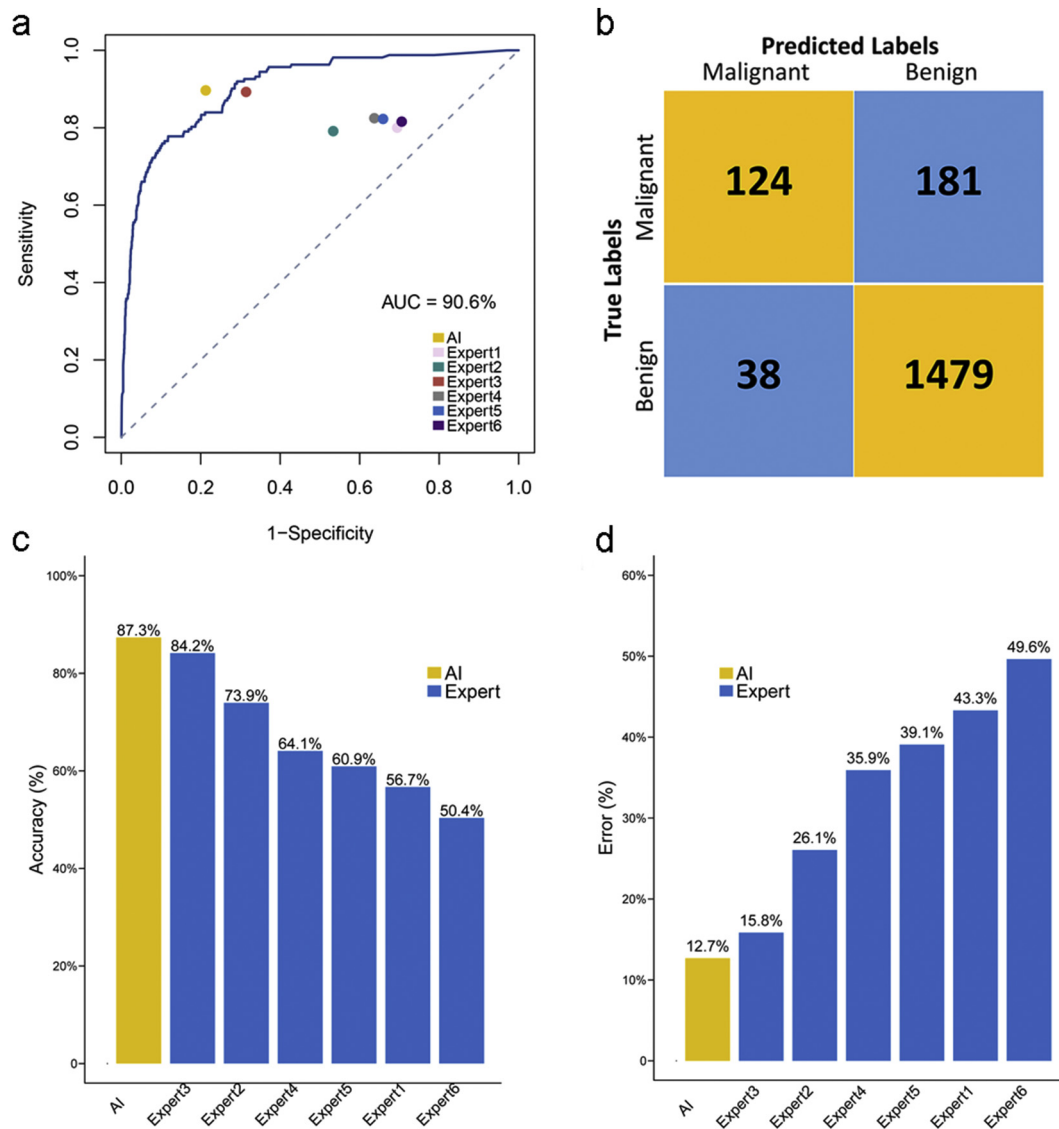 a
1.0
0.8
0.6
0.4
0.2
0.0
Sensitivity
AUC = 90.6%
AI
Expert1
Expert2
Expert3
Expert4
Expert5
Expert6
0.0 0.2 0.4 0.6 0.8 1.0
1−Specificity
b
Predicted Labels
Malignant Benign
True Labels
Malignant
124 181
Benign
38 1479
c
100%
80%
60%
40%
20%
0
Accuracy (%)
87.3%
84.2%
73.9%
64.1%
60.9%
56.7%
50.4%
AI
Expert
AI Expert3 Expert2 Expert4 Expert5 Expert1 Expert6
d
60%
50%
40%
30%
20%
10%
0
Error (%)
12.7%
15.8%
26.1%
35.9%
39.1%
43.3%
49.6%
AI
Expert
AI Expert3 Expert2 Expert4 Expert5 Expert1 Expert6